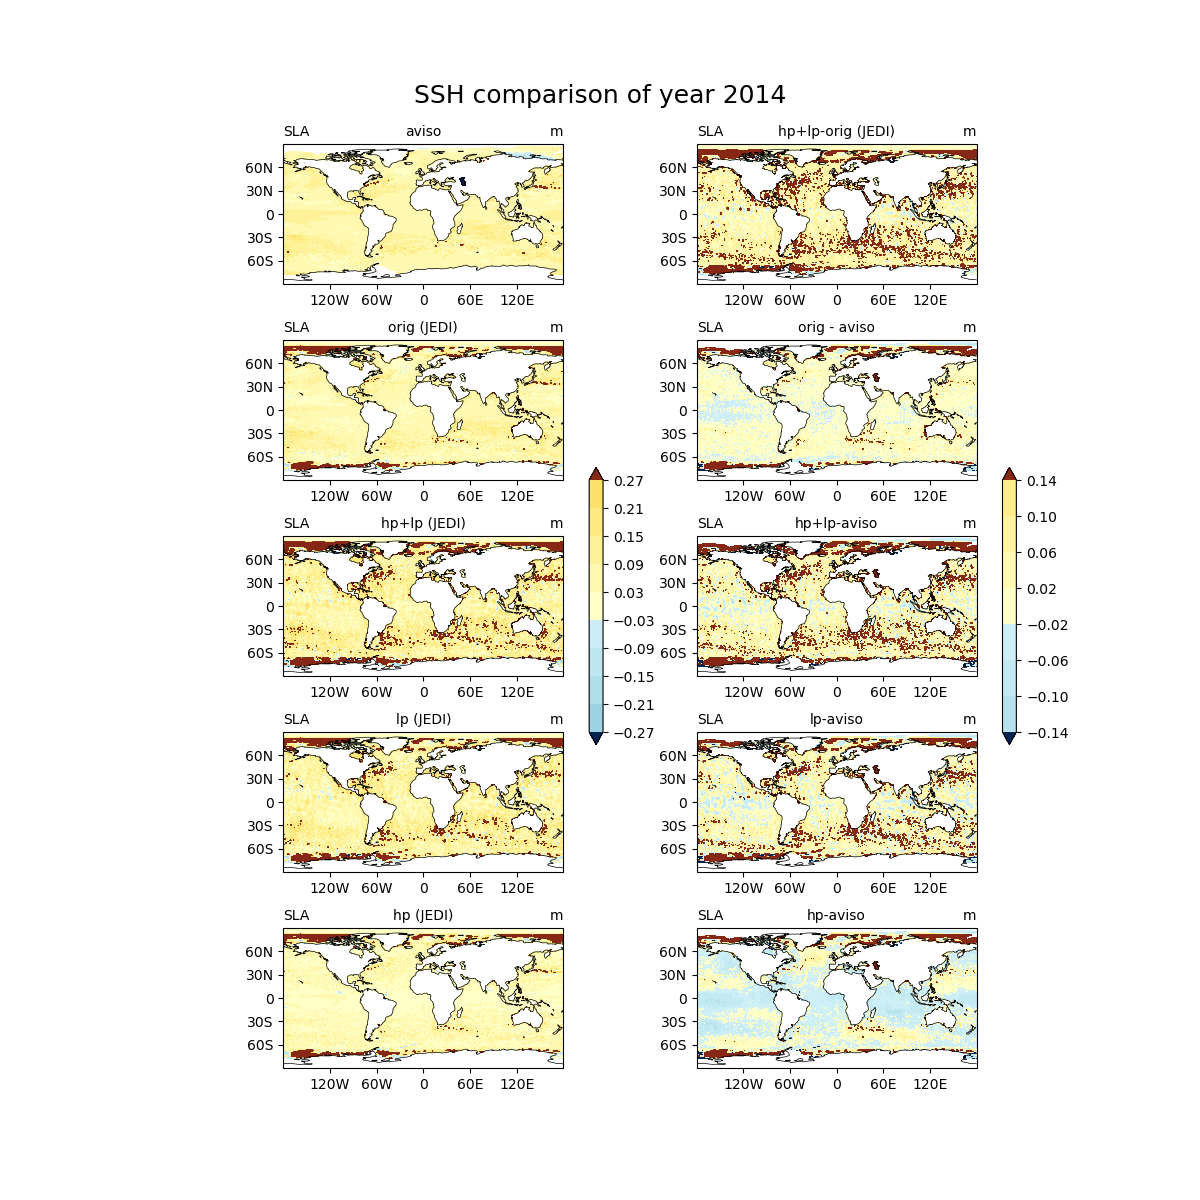 SSH comparison of year 2014
SLA aviso m
60N
30N
0
30S
60S
120W 60W 0 60E 120E
SLA hp+lp-orig (JEDI) m
60N
30N
0
30S
60S
120W 60W 0 60E 120E
SLA orig (JEDI) m
60N
30N
0
30S
60S
120W 60W 0 60E 120E
SLA orig - aviso m
60N
30N
0
30S
60S
120W 60W 0 60E 120E
SLA hp+lp (JEDI) m
60N
30N
0
30S
60S
120W 60W 0 60E 120E
0.27
0.21
0.15
0.09
0.03
−0.03
−0.09
−0.15
−0.21
−0.27
SLA hp+lp-aviso m
60N
30N
0
30S
60S
120W 60W 0 60E 120E
0.14
0.10
0.06
0.02
−0.02
−0.06
−0.10
−0.14
SLA lp (JEDI) m
60N
30N
0
30S
60S
120W 60W 0 60E 120E
SLA lp-aviso m
60N
30N
0
30S
60S
120W 60W 0 60E 120E
SLA hp (JEDI) m
60N
30N
0
30S
60S
120W 60W 0 60E 120E
SLA hp-aviso m
60N
30N
0
30S
60S
120W 60W 0 60E 120E